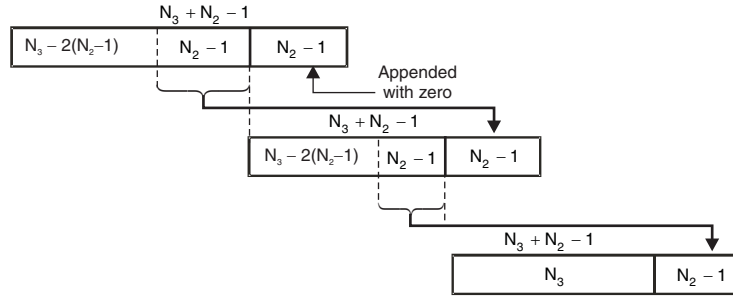 N₃ + N₂ − 1
N₃ − 2(N₂−1) N₂ − 1 N₂ − 1
Appended
with zero
N₃ + N₂ − 1
N₃ − 2(N₂−1) N₂ − 1 N₂ − 1
N₃ + N₂ − 1
N₃ N₂ − 1